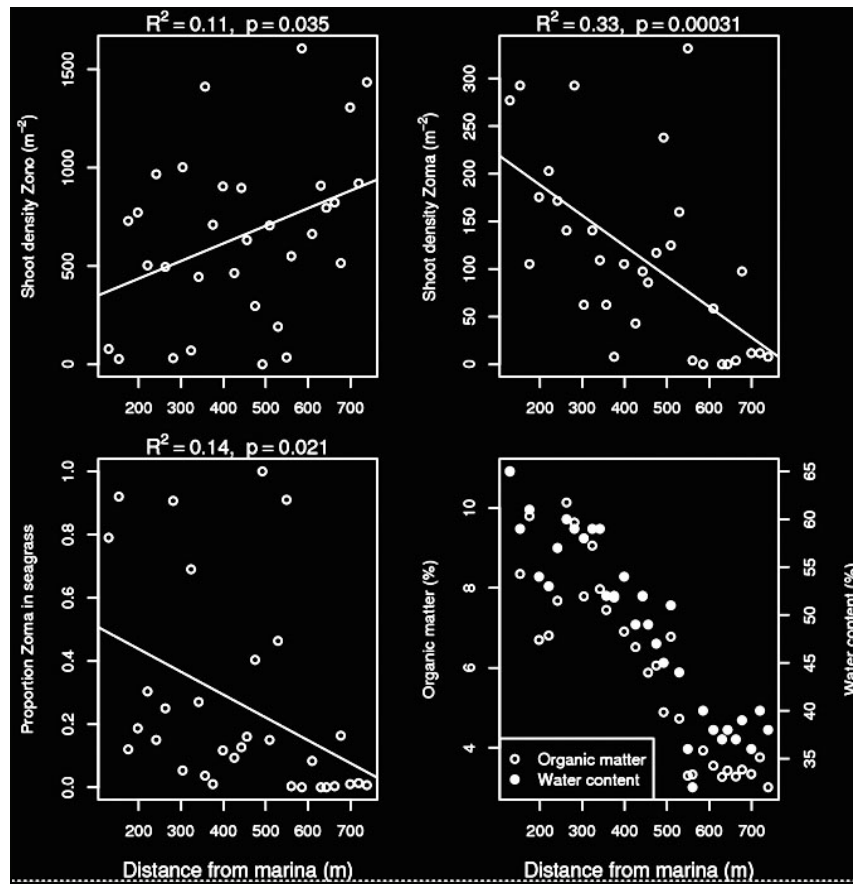 R² = 0.11, p = 0.035
Shoot density Zono (m⁻²)
1500
1000
500
0
200 300 400 500 600 700
R² = 0.33, p = 0.00031
Shoot density Zoma (m⁻²)
300
250
200
150
100
50
0
200 300 400 500 600 700
R² = 0.14, p = 0.021
Proportion Zoma in seagrass
1.0
0.8
0.6
0.4
0.2
0.0
200 300 400 500 600 700
Distance from marina (m)
Organic matter (%)
10
8
6
4
Organic matter
Water content
65
60
55
50
45
40
35
Water content (%)
200 300 400 500 600 700
Distance from marina (m)